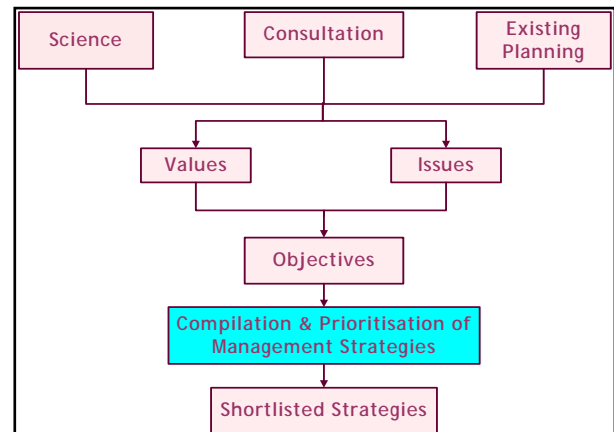 Science
Consultation
Existing
Planning
Values
Issues
Objectives
Compilation & Prioritisation of
Management Strategies
Shortlisted Strategies